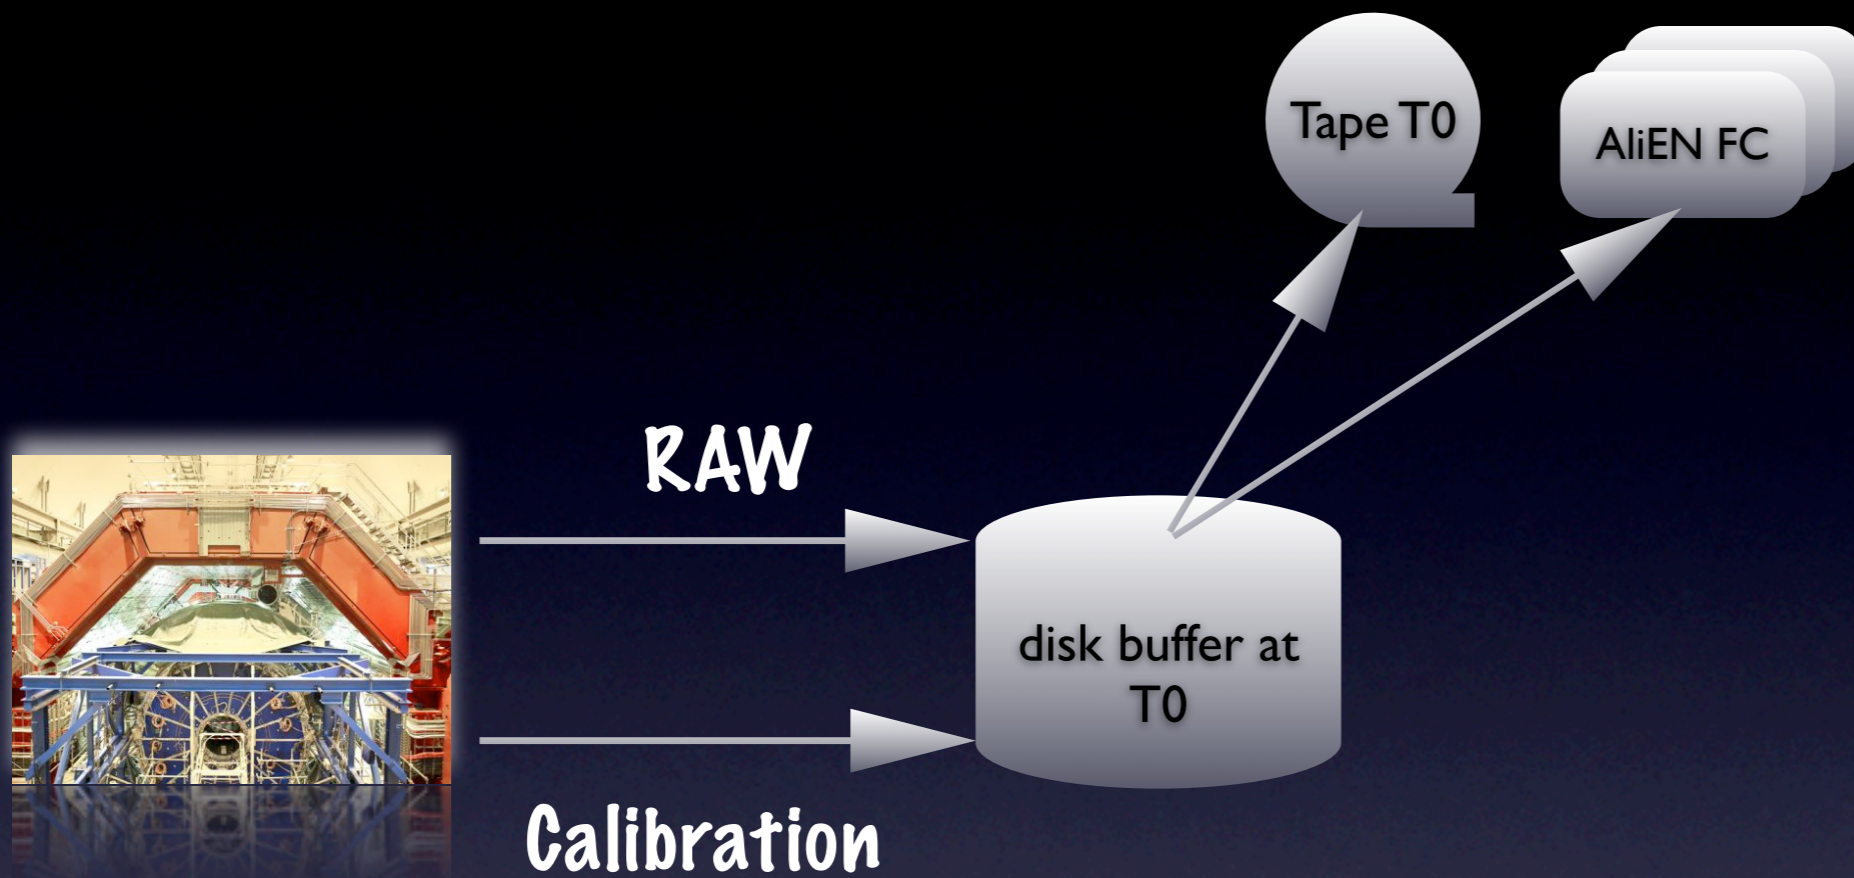 Tape T0
AliEN FC
RAW
disk buffer at
T0
Calibration